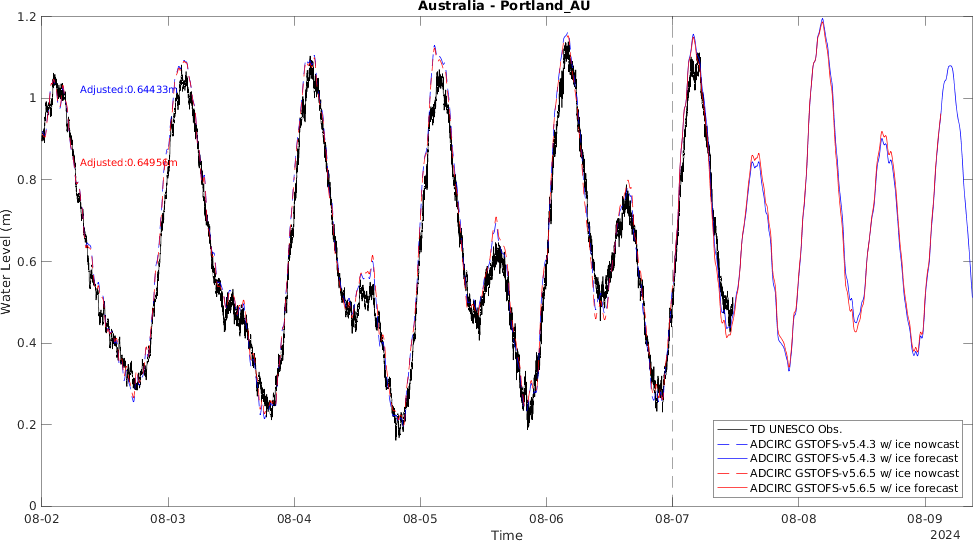 Australia - Portland_AU
1.2
1
0.8
0.6
0.4
0.2
0
Water Level (m)
Adjusted:0.64433m
Adjusted:0.64956m
TD UNESCO Obs.
ADCIRC GSTOFS-v5.4.3 w/ ice nowcast
ADCIRC GSTOFS-v5.4.3 w/ ice forecast
ADCIRC GSTOFS-v5.6.5 w/ ice nowcast
ADCIRC GSTOFS-v5.6.5 w/ ice forecast
08-02 08-03 08-04 08-05 08-06 08-07 08-08 08-09
Time
2024